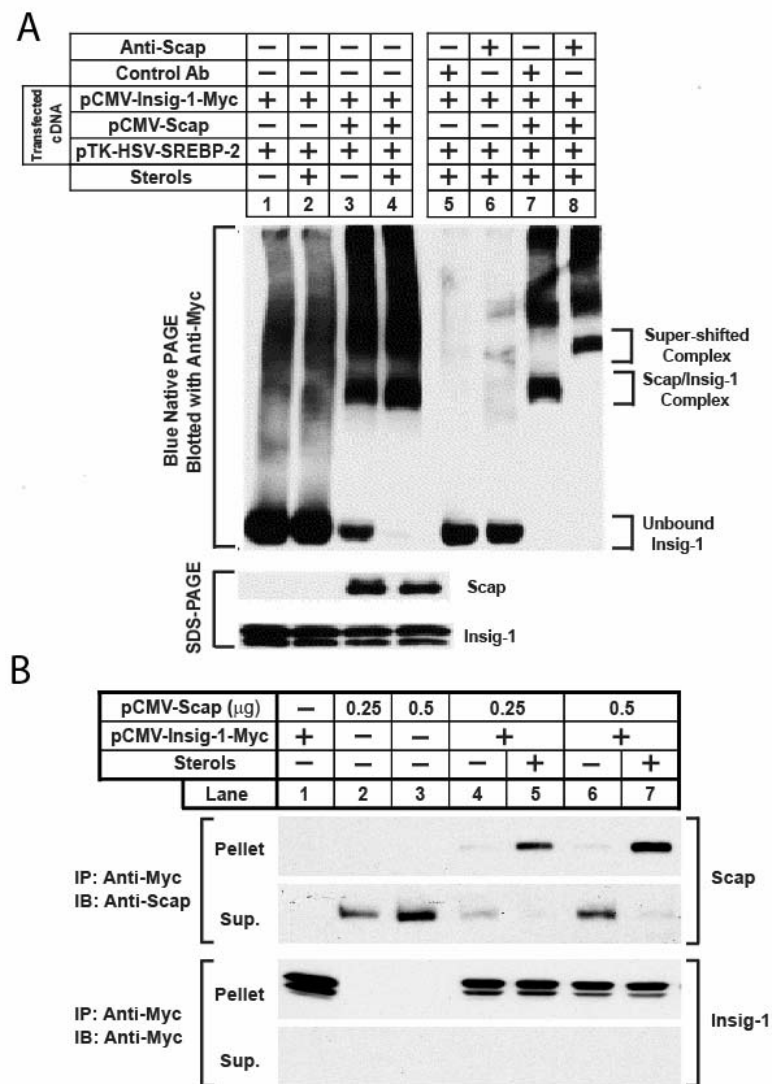 A
Anti-Scap − − − − − + − +
Control Ab − − − − + − + −
Transfected cDNA
pCMV-Insig-1-Myc + + + + + + + +
pCMV-Scap − − + + − − + +
pTK-HSV-SREBP-2 + + + + + + + +
Sterols − + − + + + + +
1 2 3 4 5 6 7 8
Blue Native PAGE
Blotted with Anti-Myc
Super-shifted
Complex
Scap/Insig-1
Complex
Unbound
Insig-1
SDS-PAGE
Scap
Insig-1
B
pCMV-Scap (μg) − 0.25 0.5 0.25 0.5
pCMV-Insig-1-Myc + − − + +
Sterols − − − − + − +
Lane 1 2 3 4 5 6 7
IP: Anti-Myc
IB: Anti-Scap
Pellet
Sup.
Scap
IP: Anti-Myc
IB: Anti-Myc
Pellet
Sup.
Insig-1